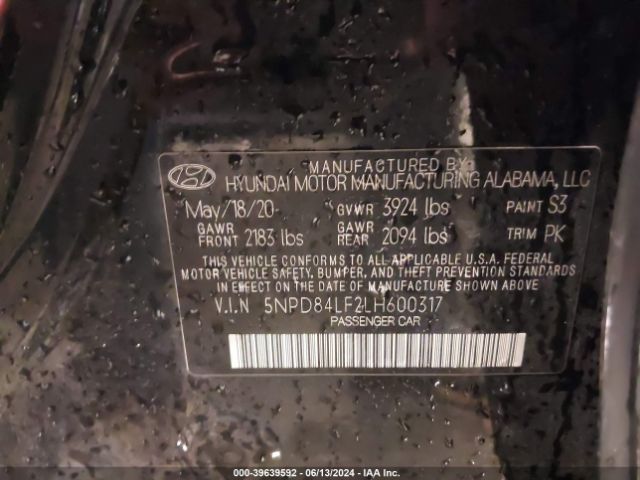 MANUFACTURED BY
HYUNDAI MOTOR MANUFACTURING ALABAMA, LLC
May/18/20 GVWR 3924 lbs PAINT S3
GAWR FRONT 2183 lbs GAWR REAR 2094 lbs TRIM PK
THIS VEHICLE CONFORMS TO ALL APPLICABLE U.S.A. FEDERAL
MOTOR VEHICLE SAFETY, BUMPER, AND THEFT PREVENTION STANDARDS
IN EFFECT ON THE DATE OF MANUFACTURE SHOWN ABOVE
V.I.N 5NPD84LF2LH600317
PASSENGER CAR
000-39639592 - 06/13/2024 - IAA Inc.